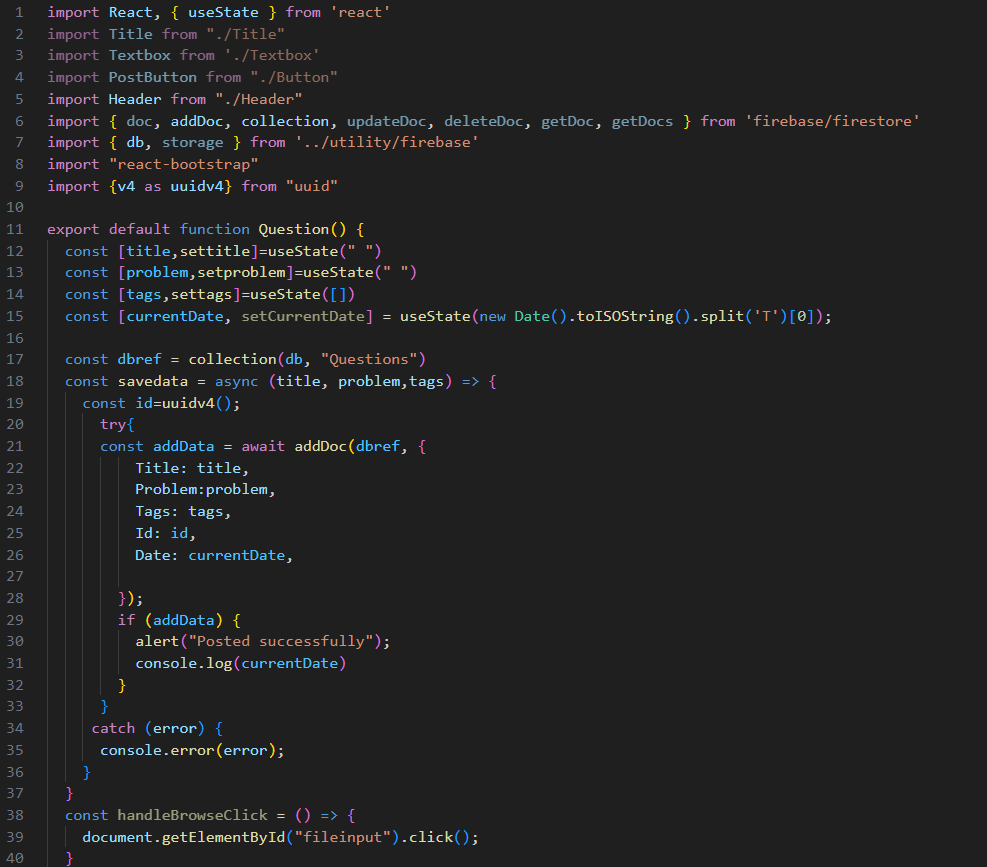 1 import React, { useState } from 'react'
2 import Title from "./Title"
3 import Textbox from './Textbox'
4 import PostButton from "./Button"
5 import Header from "./Header"
6 import { doc, addDoc, collection, updateDoc, deleteDoc, getDoc, getDocs } from 'firebase/firestore'
7 import { db, storage } from '../utility/firebase'
8 import "react-bootstrap"
9 import {v4 as uuidv4} from "uuid"
10
11 export default function Question() {
12   const [title,settitle]=useState(" ")
13   const [problem,setproblem]=useState(" ")
14   const [tags,settags]=useState([])
15   const [currentDate, setCurrentDate] = useState(new Date().toISOString().split('T')[0]);
16
17   const dbref = collection(db, "Questions")
18   const savedata = async (title, problem,tags) => {
19     const id=uuidv4();
20       try{
21       const addData = await addDoc(dbref, {
22           Title: title,
23           Problem:problem,
24           Tags: tags,
25           Id: id,
26           Date: currentDate,
27
28         });
29         if (addData) {
30           alert("Posted successfully");
31           console.log(currentDate)
32         }
33       }
34      catch (error) {
35       console.error(error);
36     }
37   }
38   const handleBrowseClick = () => {
39     document.getElementById("fileinput").click();
40   }